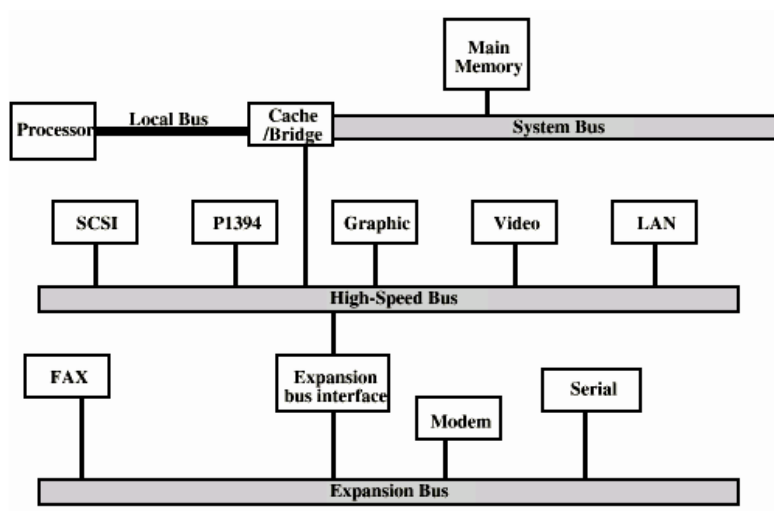 Main
Memory
Processor
Local Bus
Cache
/Bridge
System Bus
SCSI
P1394
Graphic
Video
LAN
High-Speed Bus
FAX
Expansion
bus interface
Modem
Serial
Expansion Bus